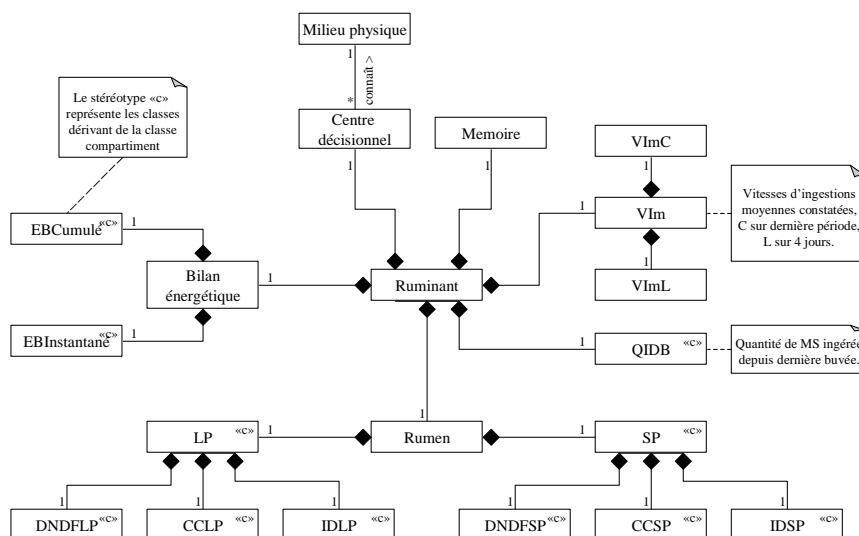 Milieu physique
1
connaît >
*
Le stéréotype «c»
représente les classes
dérivant de la classe
compartiment
Centre
décisionnel
1
Memoire
1
VImC
1
Vitesses d'ingestions
moyennes constatées,
C sur dernière période,
L sur 4 jours.
1
VIm
1
VImL
«c»
EBCumulé
1
Bilan
énergétique
1
Ruminant
«c»
EBInstantané
1
1
«c»
QIDB
Quantité de MS ingérée
depuis dernière buvée.
1
«c»
LP
1
Rumen
1
«c»
SP
1
1
1
1
1
1
«c»
DNDFLP
«c»
CCLP
«c»
IDLP
«c»
DNDFSP
«c»
CCSP
«c»
IDSP